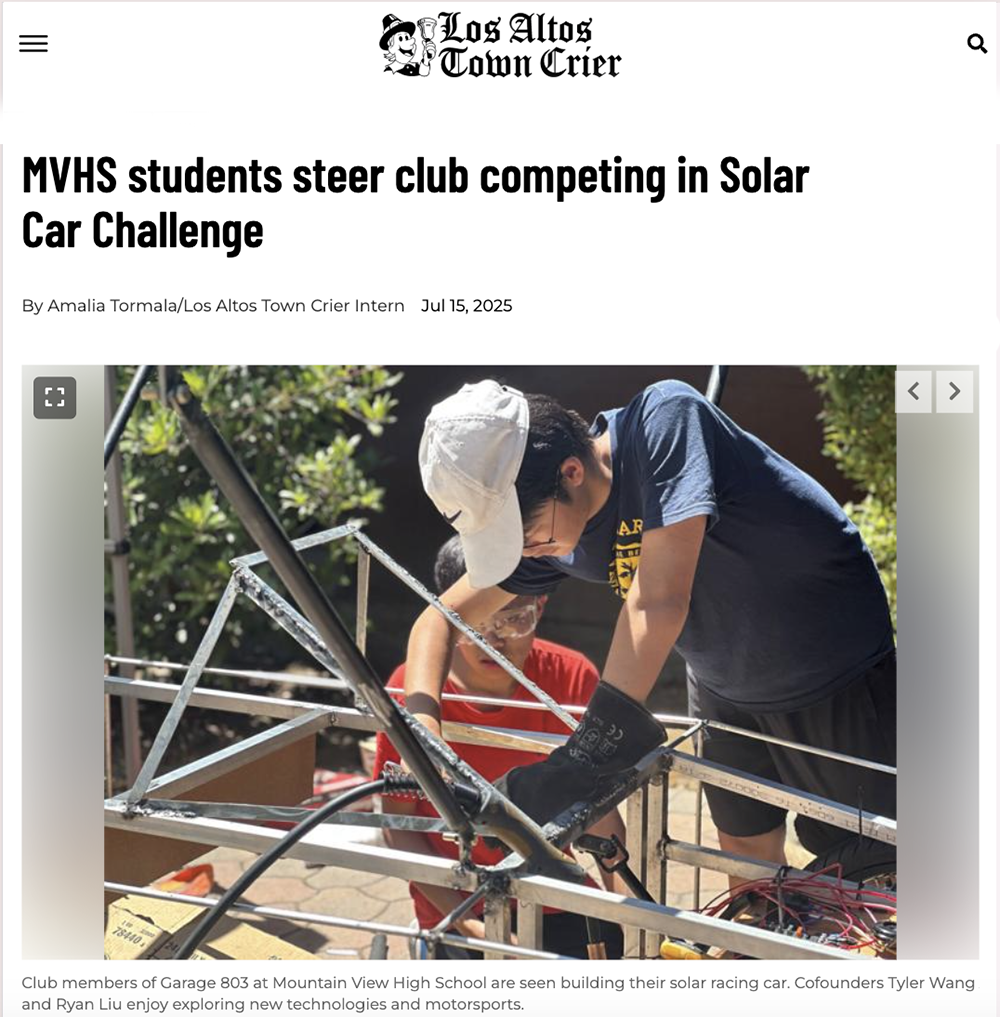 Los Altos
Town Crier
MVHS students steer club competing in Solar
Car Challenge
By Amalia Tormala/Los Altos Town Crier Intern Jul 15, 2025
AR
78440
Club members of Garage 803 at Mountain View High School are seen building their solar racing car. Cofounders Tyler Wang
and Ryan Liu enjoy exploring new technologies and motorsports.